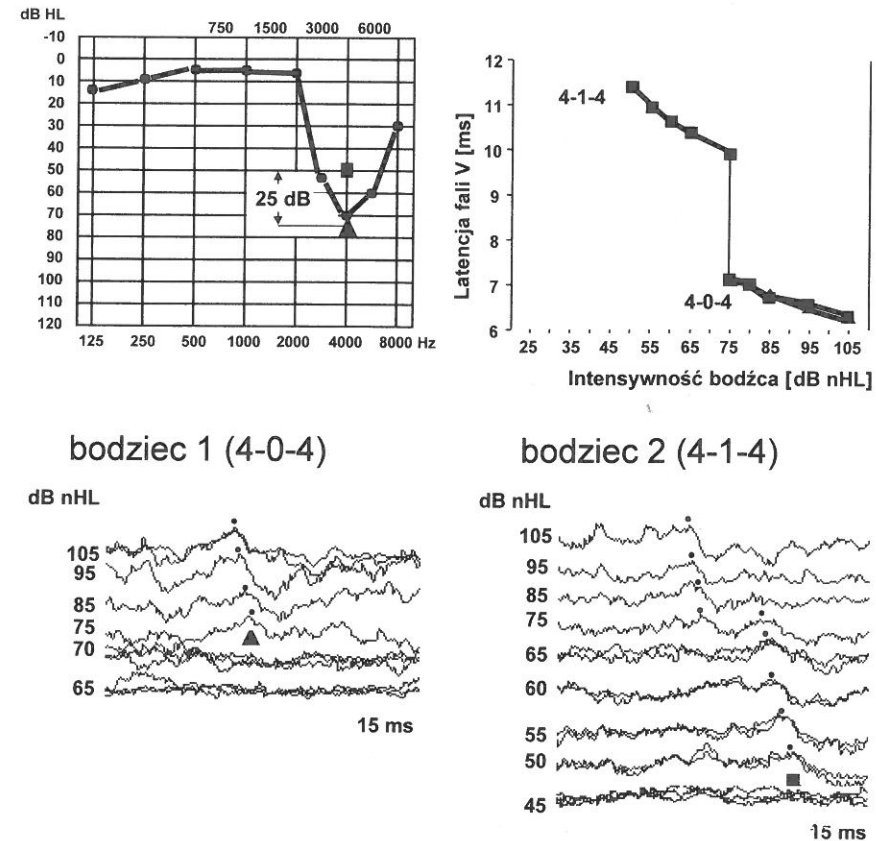 dB HL
750 1500 3000 6000
-10
0
10
20
30
40
50
60
70
80
90
100
110
120
25 dB
125 250 500 1000 2000 4000 8000 Hz
Latencja fali V [ms]
12
11
10
9
8
7
6
4-1-4
4-0-4
25 35 45 55 65 75 85 95 105
Intensywność bodźca [dB nHL]
bodziec 1 (4-0-4)
dB nHL
105
95
85
75
70
65
15 ms
bodziec 2 (4-1-4)
dB nHL
105
95
85
75
65
60
55
50
45
15 ms